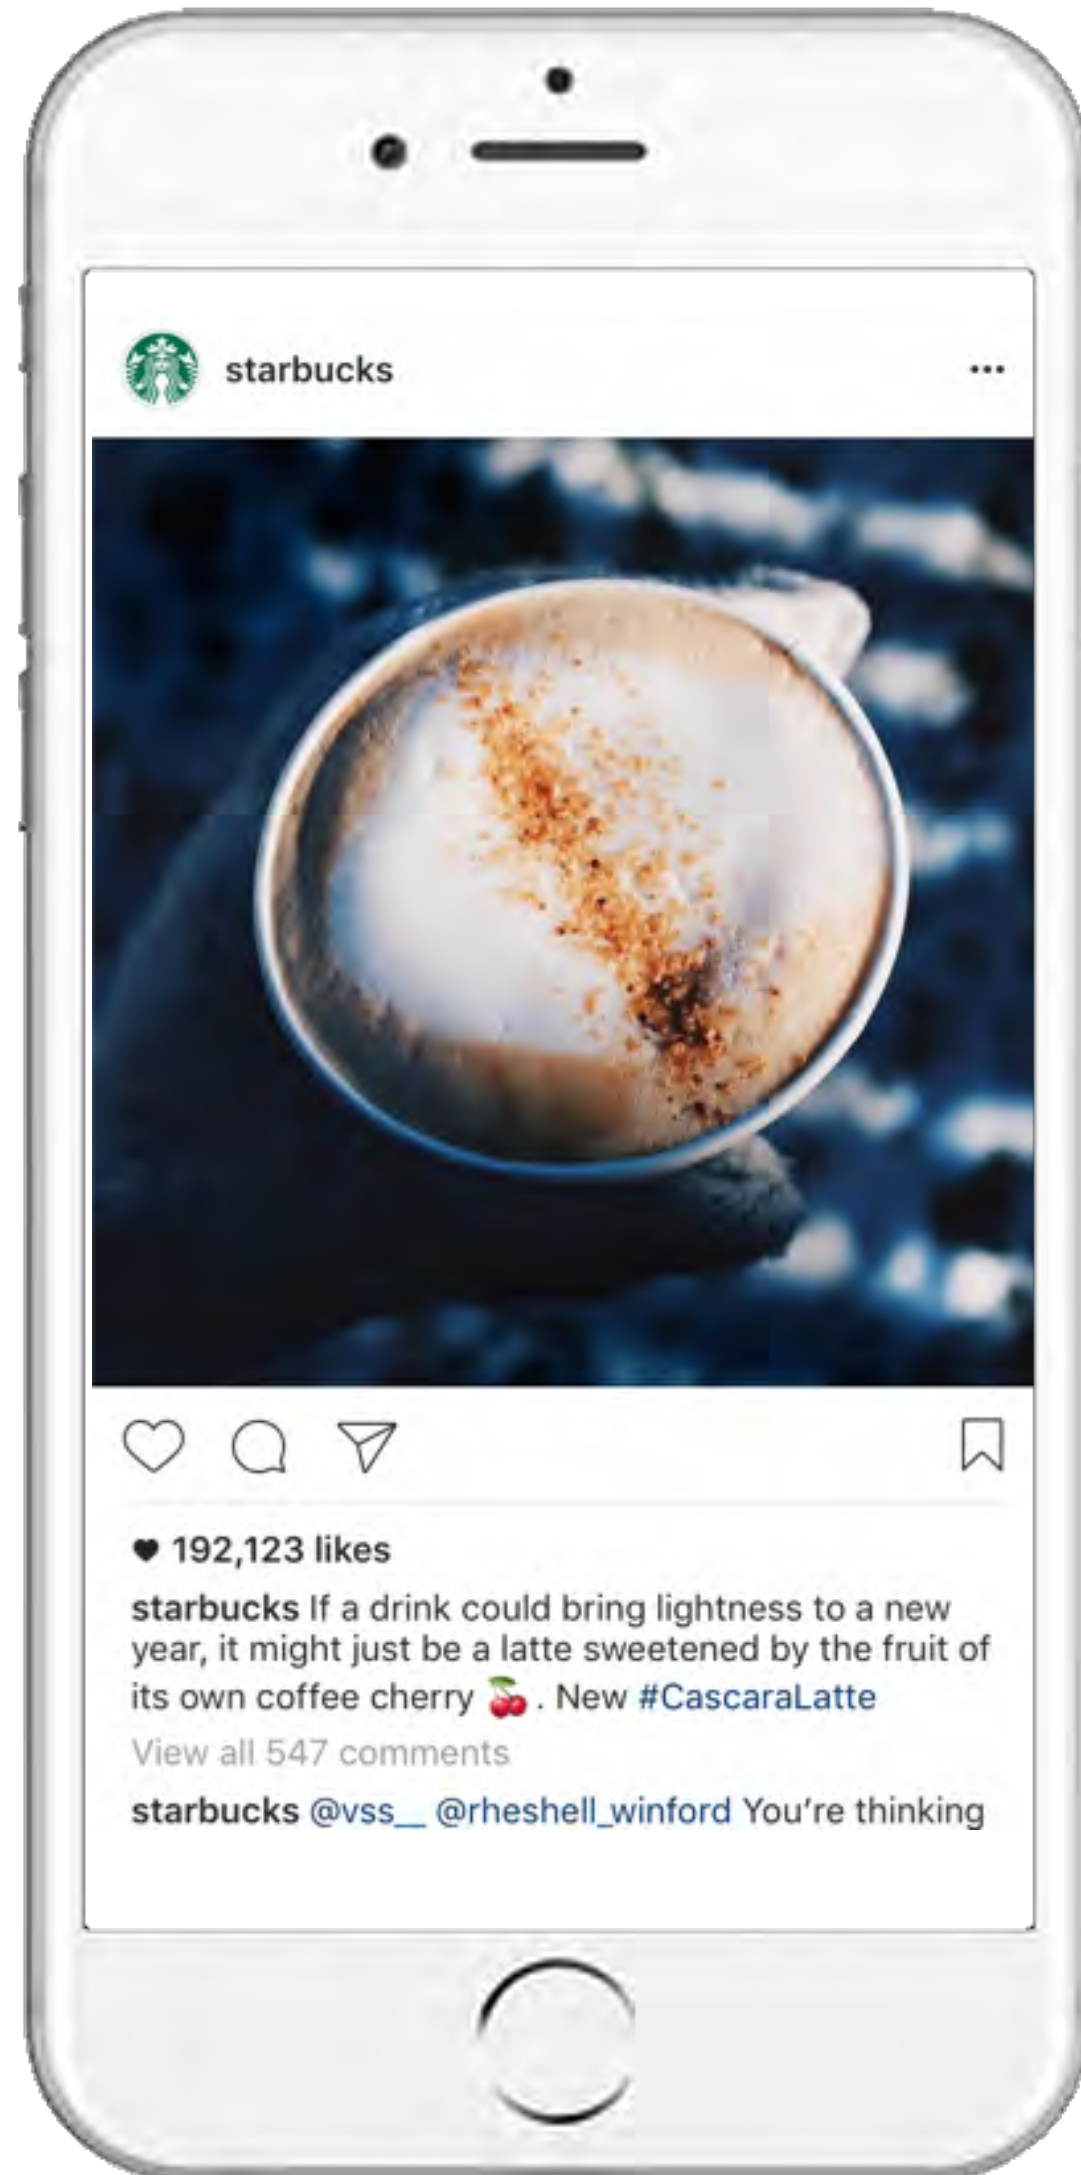 starbucks
192,123 likes
starbucks If a drink could bring lightness to a new
year, it might just be a latte sweetened by the fruit of
its own coffee cherry 🍒 . New #CascaraLatte
View all 547 comments
starbucks @vss__ @rheshell_winford You're thinking